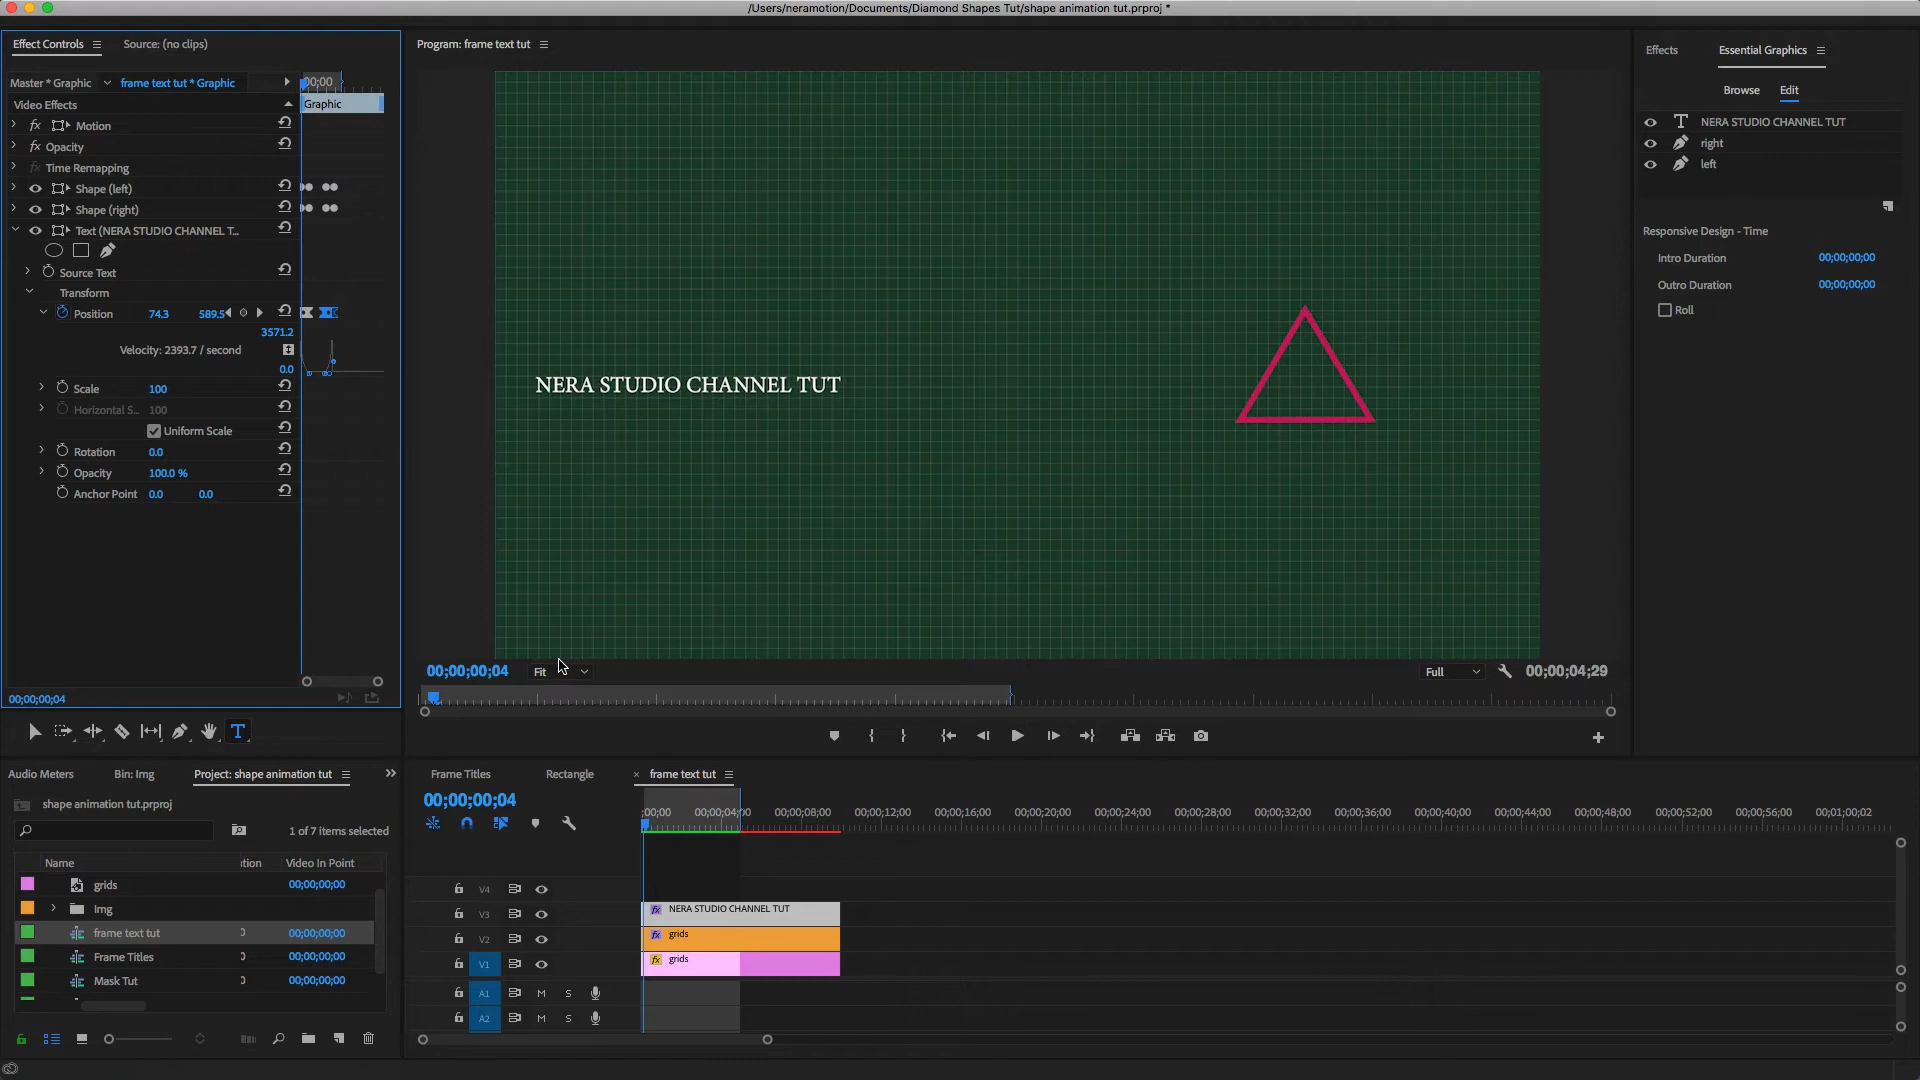 /Users/neramotion/Documents/Diamond Shapes Tut/shape animation tut.prproj *
Effect Controls
Source: (no clips)
Program: frame text tut
Effects
Essential Graphics
Master * Graphic
frame text tut * Graphic
00;00
Browse
Edit
Video Effects
Graphic
fx Motion
fx Opacity
fx Time Remapping
Shape (left)
Shape (right)
Text (NERA STUDIO CHANNEL T...
Source Text
Transform
Position 74.3 589.5
3571.2
Velocity: 2393.7 / second
0.0
Scale 100
Horizontal S... 100
Uniform Scale
Rotation 0.0
Opacity 100.0 %
Anchor Point 0.0 0.0
00;00;00;04
NERA STUDIO CHANNEL TUT
T NERA STUDIO CHANNEL TUT
right
left
Responsive Design - Time
Intro Duration 00;00;00;00
Outro Duration 00;00;00;00
Roll
00;00;00;04
Fit
Full
00;00;04;29
T
Audio Meters
Bin: Img
Project: shape animation tut
shape animation tut.prproj
1 of 7 items selected
Name
Video In Point
grids 00;00;00;00
Img
frame text tut 00;00;00;00
Frame Titles 00;00;00;00
Mask Tut 00;00;00;00
Frame Titles
Rectangle
× frame text tut
00;00;00;04
;00;00 00;00;08;00 00;00;12;00 00;00;16;00 00;00;20;00 00;00;24;00 00;00;28;00 00;00;32;00 00;00;36;00 00;00;40;00 00;00;44;00 00;00;48;00 00;00;52;00 00;00;56;00 00;01;00;02
V4
V3 fx NERA STUDIO CHANNEL TUT
V2 fx grids
V1 fx grids
A1 M S
A2 M S